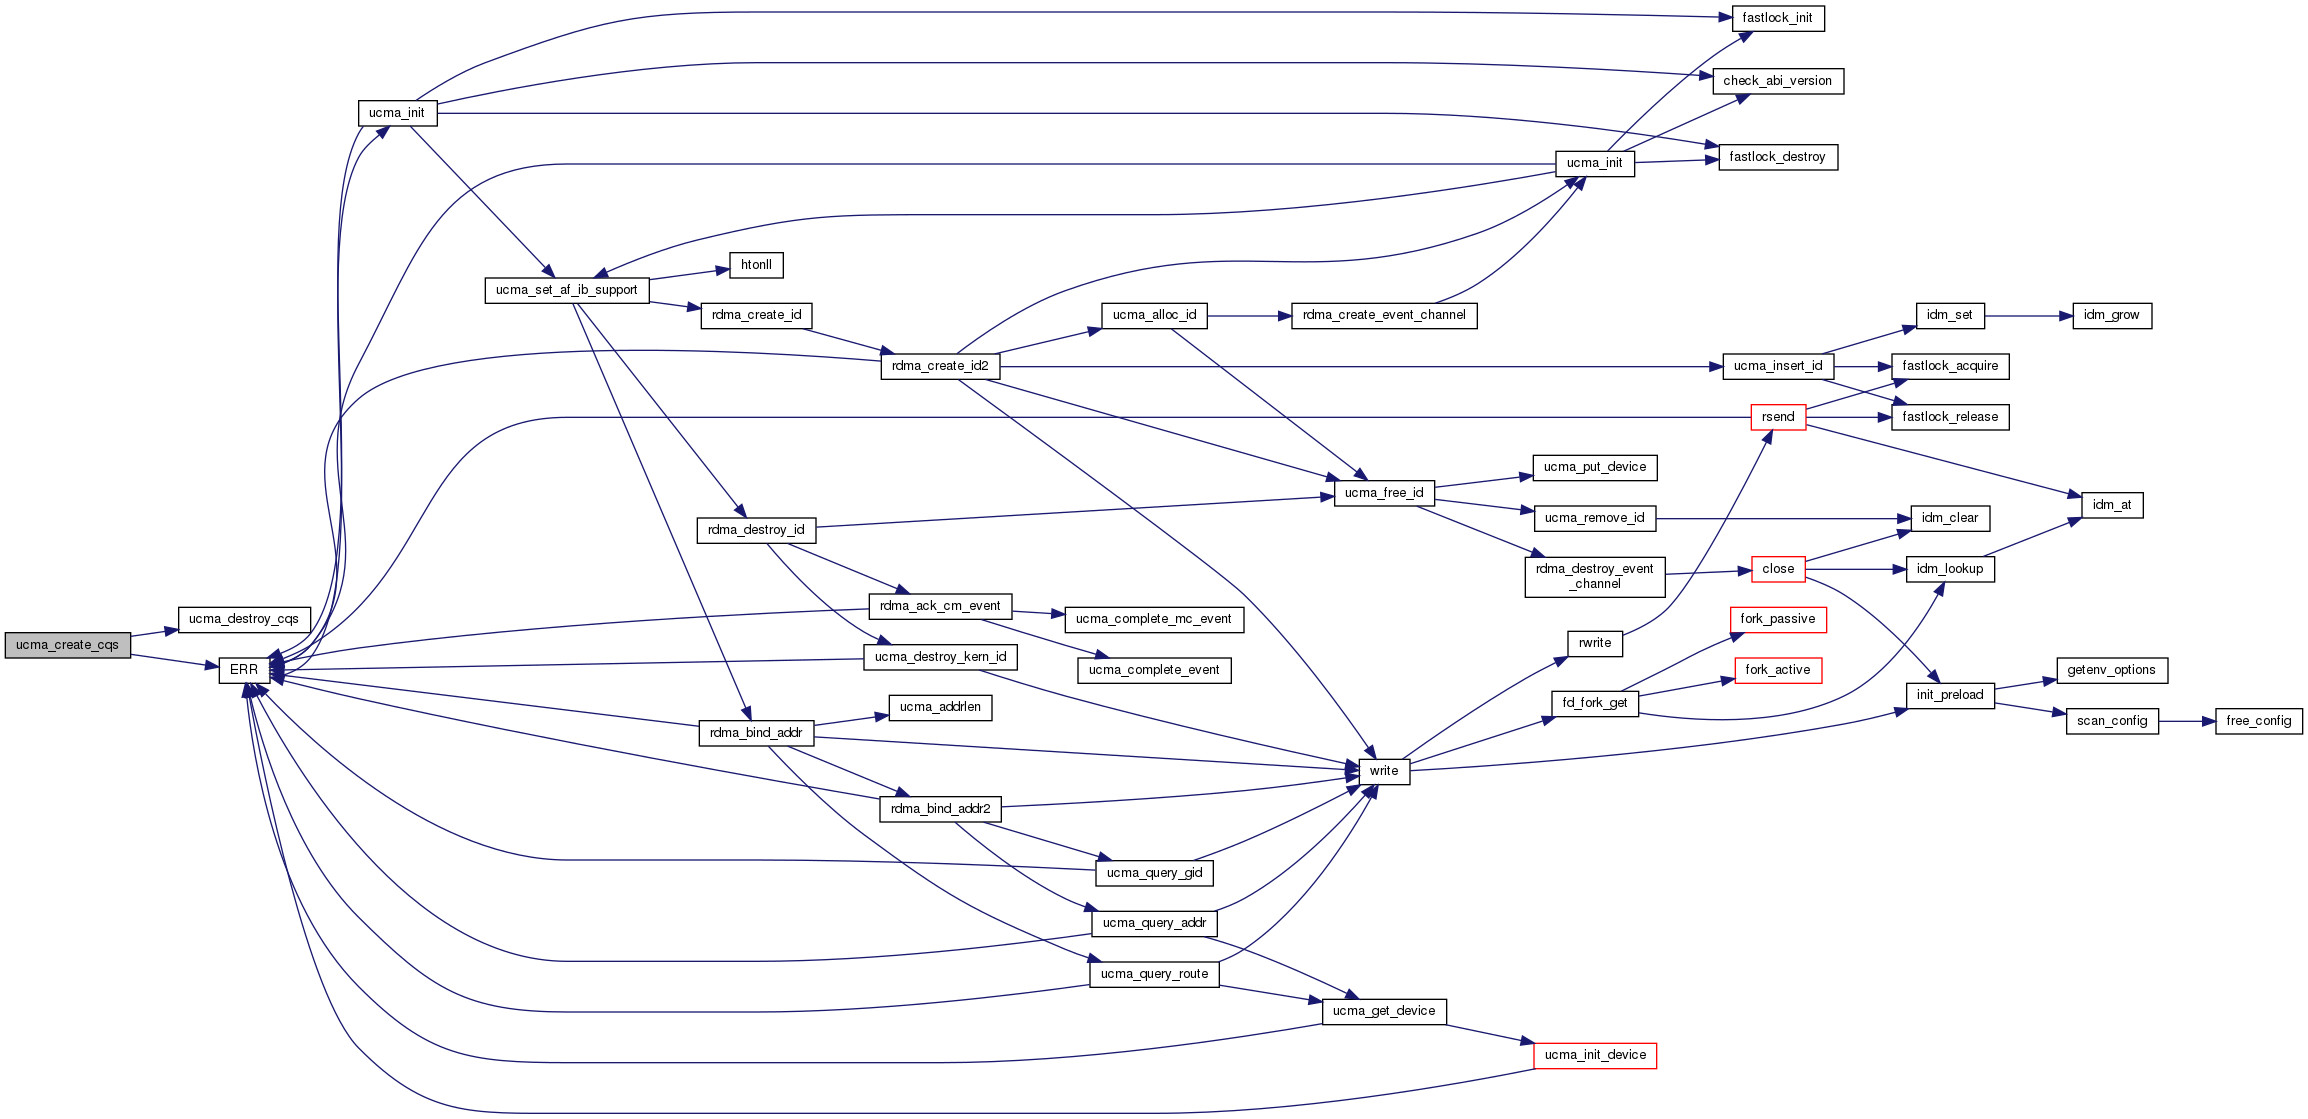 fastlock_init
check_abi_version
ucma_init
fastlock_destroy
ucma_init
htonll
ucma_set_af_ib_support
rdma_create_id
ucma_alloc_id
rdma_create_event_channel
idm_set
idm_grow
rdma_create_id2
ucma_insert_id
fastlock_acquire
rsend
fastlock_release
ucma_put_device
ucma_free_id
idm_at
ucma_remove_id
idm_clear
rdma_destroy_id
rdma_destroy_event
_channel
close
idm_lookup
rdma_ack_cm_event
ucma_destroy_cqs
ucma_complete_mc_event
fork_passive
ucma_create_cqs
rwrite
ERR
ucma_destroy_kern_id
ucma_complete_event
fork_active
getenv_options
init_preload
fd_fork_get
ucma_addrlen
scan_config
free_config
rdma_bind_addr
write
rdma_bind_addr2
ucma_query_gid
ucma_query_addr
ucma_query_route
ucma_get_device
ucma_init_device